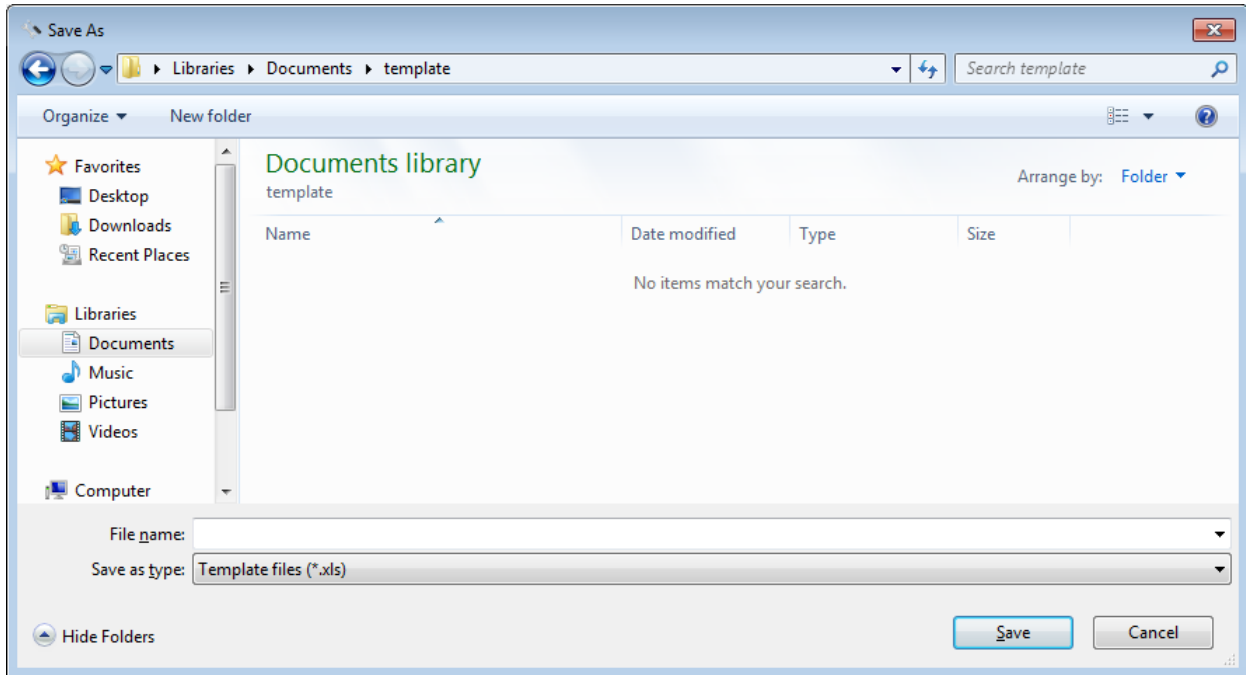 Save As
Libraries Documents template
Search template
Organize New folder
Favorites
Desktop
Downloads
Recent Places
Libraries
Documents
Music
Pictures
Videos
Computer
Documents library
template
Arrange by: Folder
Name Date modified Type Size
No items match your search.
File name:
Save as type: Template files (*.xls)
Hide Folders
Save Cancel